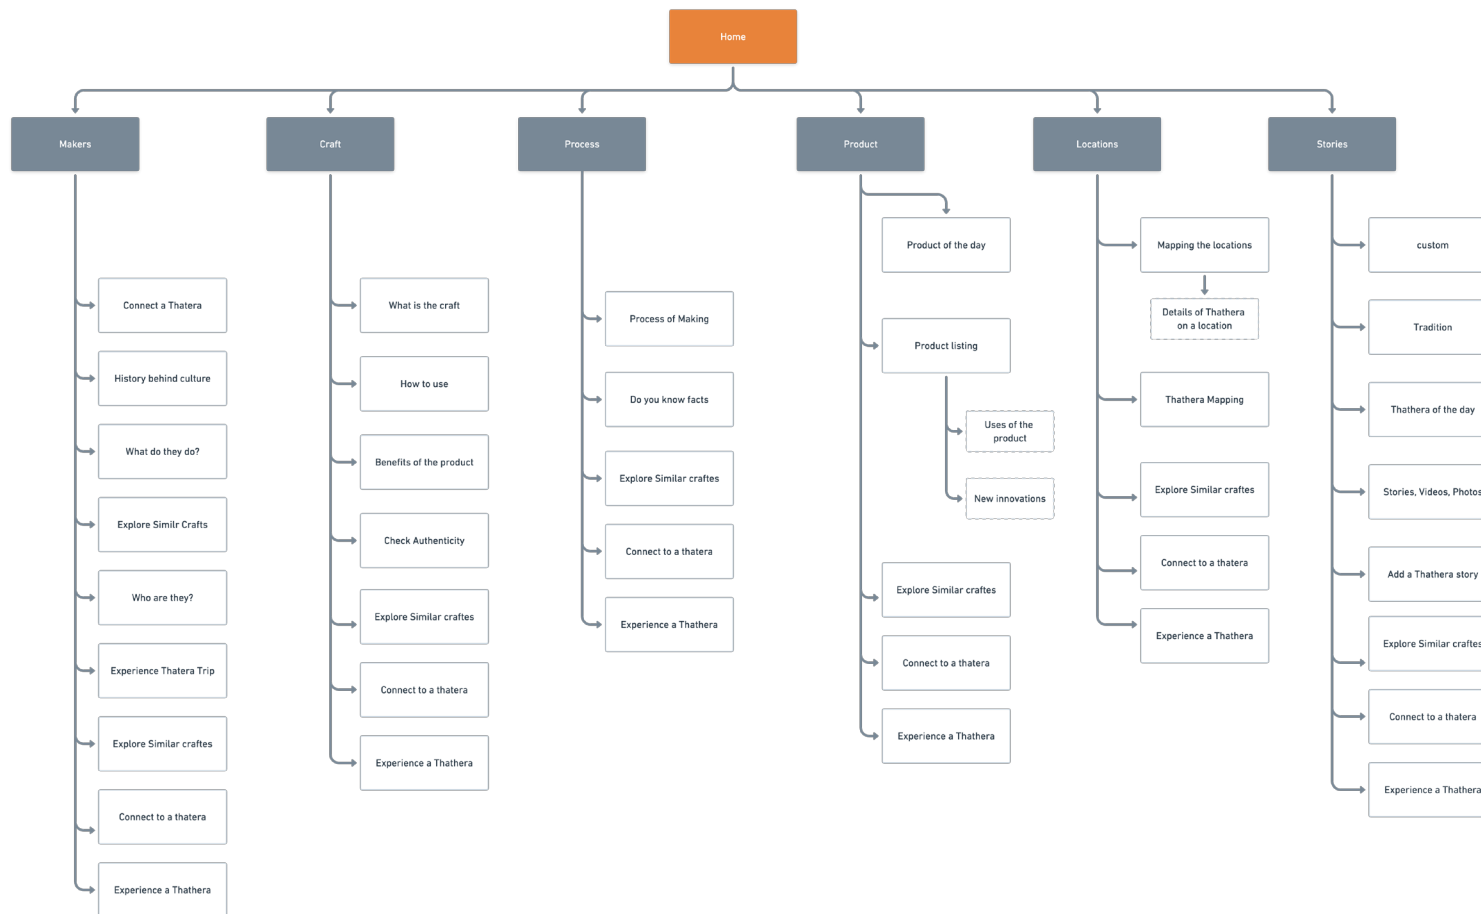 Home
Makers
Craft
Process
Product
Locations
Stories
Connect a Thatera
History behind culture
What do they do?
Explore Similr Crafts
Who are they?
Experience Thatera Trip
Explore Similar craftes
Connect to a thatera
Experience a Thathera
What is the craft
How to use
Benefits of the product
Check Authenticity
Explore Similar craftes
Connect to a thatera
Experience a Thathera
Process of Making
Do you know facts
Explore Similar craftes
Connect to a thatera
Experience a Thathera
Product of the day
Product listing
Uses of the
product
New innovations
Explore Similar craftes
Connect to a thatera
Experience a Thathera
Mapping the locations
Details of Thathera
on a location
Thathera Mapping
Explore Similar craftes
Connect to a thatera
Experience a Thathera
custom
Tradition
Thathera of the day
Stories, Videos, Photos
Add a Thathera story
Explore Similar craftes
Connect to a thatera
Experience a Thathera